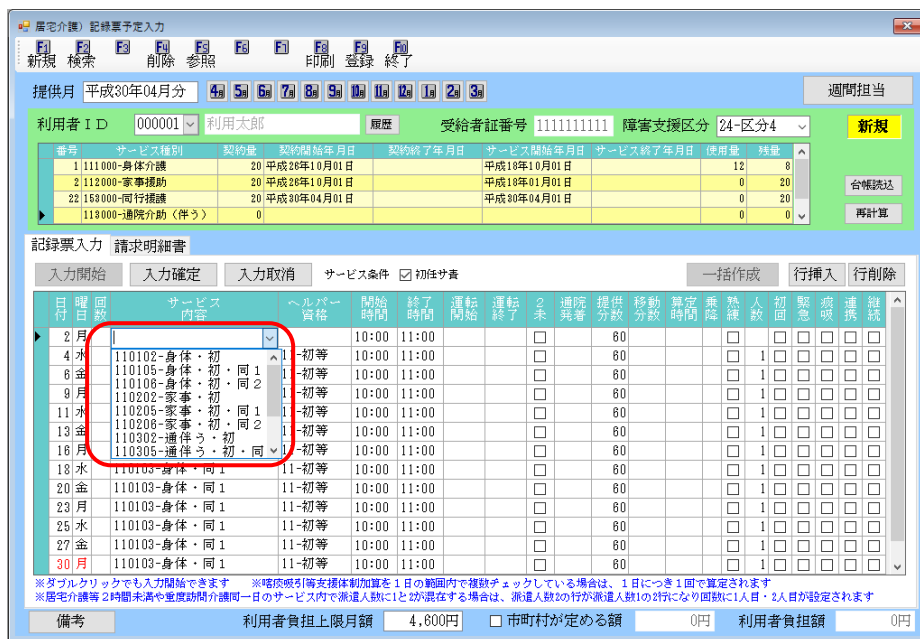 居宅介護）記録票予定入力
F1 F2 F3 F4 F5 F6 F7 F8 F9 F10
新規 検索 削除 参照 印刷 登録 終了
提供月 平成30年04月分 4月 5月 6月 7月 8月 9月 10月 11月 12月 1月 2月 3月 週間担当
利用者ＩＤ 000001 利用太郎 履歴 受給者証番号 1111111111 障害支援区分 24-区分4 新規
番号 サービス種別 契約量 契約開始年月日 契約終了年月日 サービス開始年月日 サービス終了年月日 使用量 残量
1 111000-身体介護 20 平成28年10月01日 平成18年10月01日 12 8
2 112000-家事援助 20 平成28年10月01日 平成18年01月01日 0 20
22 153000-同行援護 20 平成30年04月01日 平成30年04月01日 0 20
113000-通院介助（伴う） 0 0 0
台帳読込
再計算
記録票入力 請求明細書
入力開始 入力確定 入力取消 サービス条件 初任サ責 一括作成 行挿入 行削除
日付 曜日 回数 サービス内容 ヘルパー資格 開始時間 終了時間 運転開始 運転終了 2未 通院発着 提供分数 移動分数 算定時間 乗降 熟練 人数 初回 緊急 痰吸 連携 継続
2 月 10:00 11:00 60
4 水 110102-身体・初 11-初等 10:00 11:00 60 1
6 金 110105-身体・初・同１ 1-初等 10:00 11:00 60 1
110106-身体・初・同２
9 月 110202-家事・初 1-初等 10:00 11:00 60 1
11 水 110205-家事・初・同１ 1-初等 10:00 11:00 60 1
13 金 110206-家事・初・同２ 1-初等 10:00 11:00 60 1
110302-通伴う・初
16 月 110305-通伴う・初・同 1-初等 10:00 11:00 60 1
18 水 110103-身体・同１ 11-初等 10:00 11:00 60 1
20 金 110103-身体・同１ 11-初等 10:00 11:00 60 1
23 月 110103-身体・同１ 11-初等 10:00 11:00 60 1
25 水 110103-身体・同１ 11-初等 10:00 11:00 60 1
27 金 110103-身体・同１ 11-初等 10:00 11:00 60 1
30 月 110103-身体・同１ 11-初等 10:00 11:00 60 1
※ダブルクリックでも入力開始できます ※喀痰吸引等支援体制加算を１日の範囲内で複数チェックしている場合は、１日につき１回で算定されます
※居宅介護等２時間未満や重度訪問介護同一日のサービス内で派遣人数に1と2が混在する場合は、派遣人数2の行が派遣人数1の2行になり回数に1人目・2人目が設定されます
備考 利用者負担上限月額 4,600円 市町村が定める額 0円 利用者負担額 0円